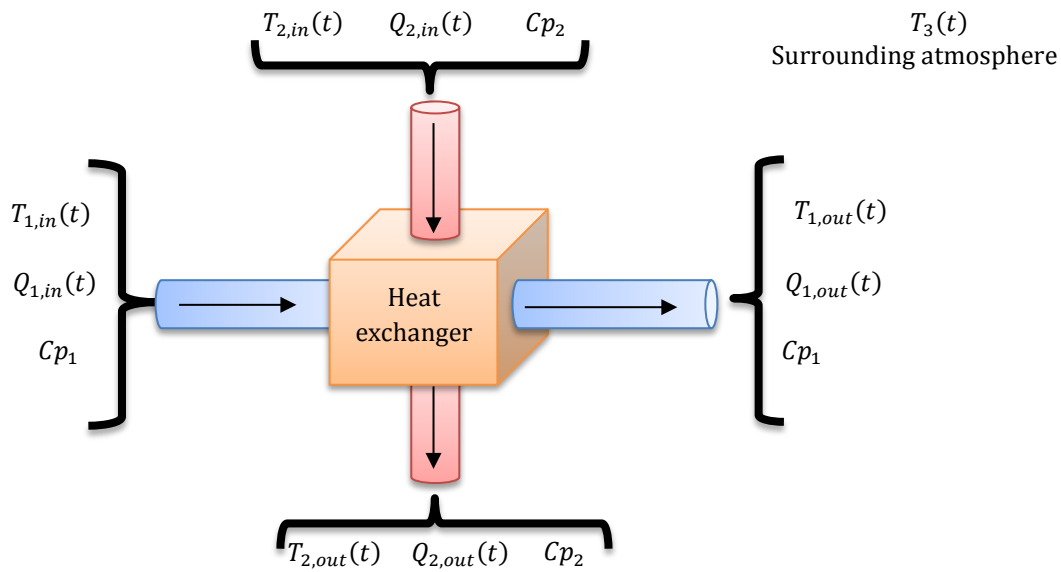 T_{2,in}(t) Q_{2,in}(t) Cp_2
T_3(t)
Surrounding atmosphere
T_{1,in}(t)
Q_{1,in}(t)
Cp_1
Heat
exchanger
T_{1,out}(t)
Q_{1,out}(t)
Cp_1
T_{2,out}(t) Q_{2,out}(t) Cp_2